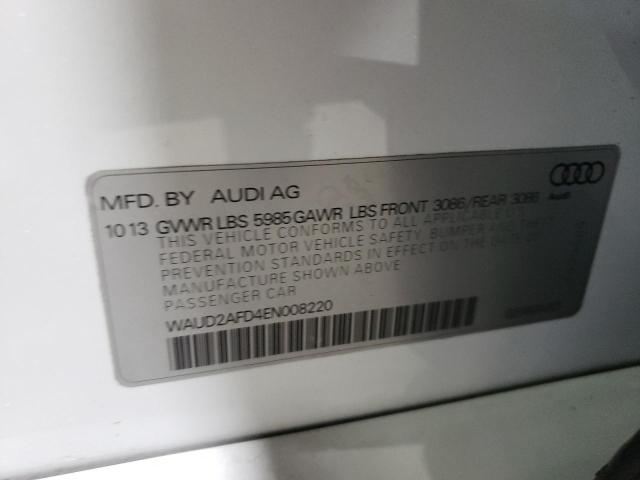 MFD. BY AUDI AG
10 13 GVWR LBS 5985 GAWR LBS FRONT 3086/REAR 3086 Audi
THIS VEHICLE CONFORMS TO ALL APPLICABLE U.S.
FEDERAL MOTOR VEHICLE SAFETY, BUMPER AND THEFT
PREVENTION STANDARDS IN EFFECT ON THE DATE OF
MANUFACTURE SHOWN ABOVE
PASSENGER CAR
WAUD2AFD4EN008220